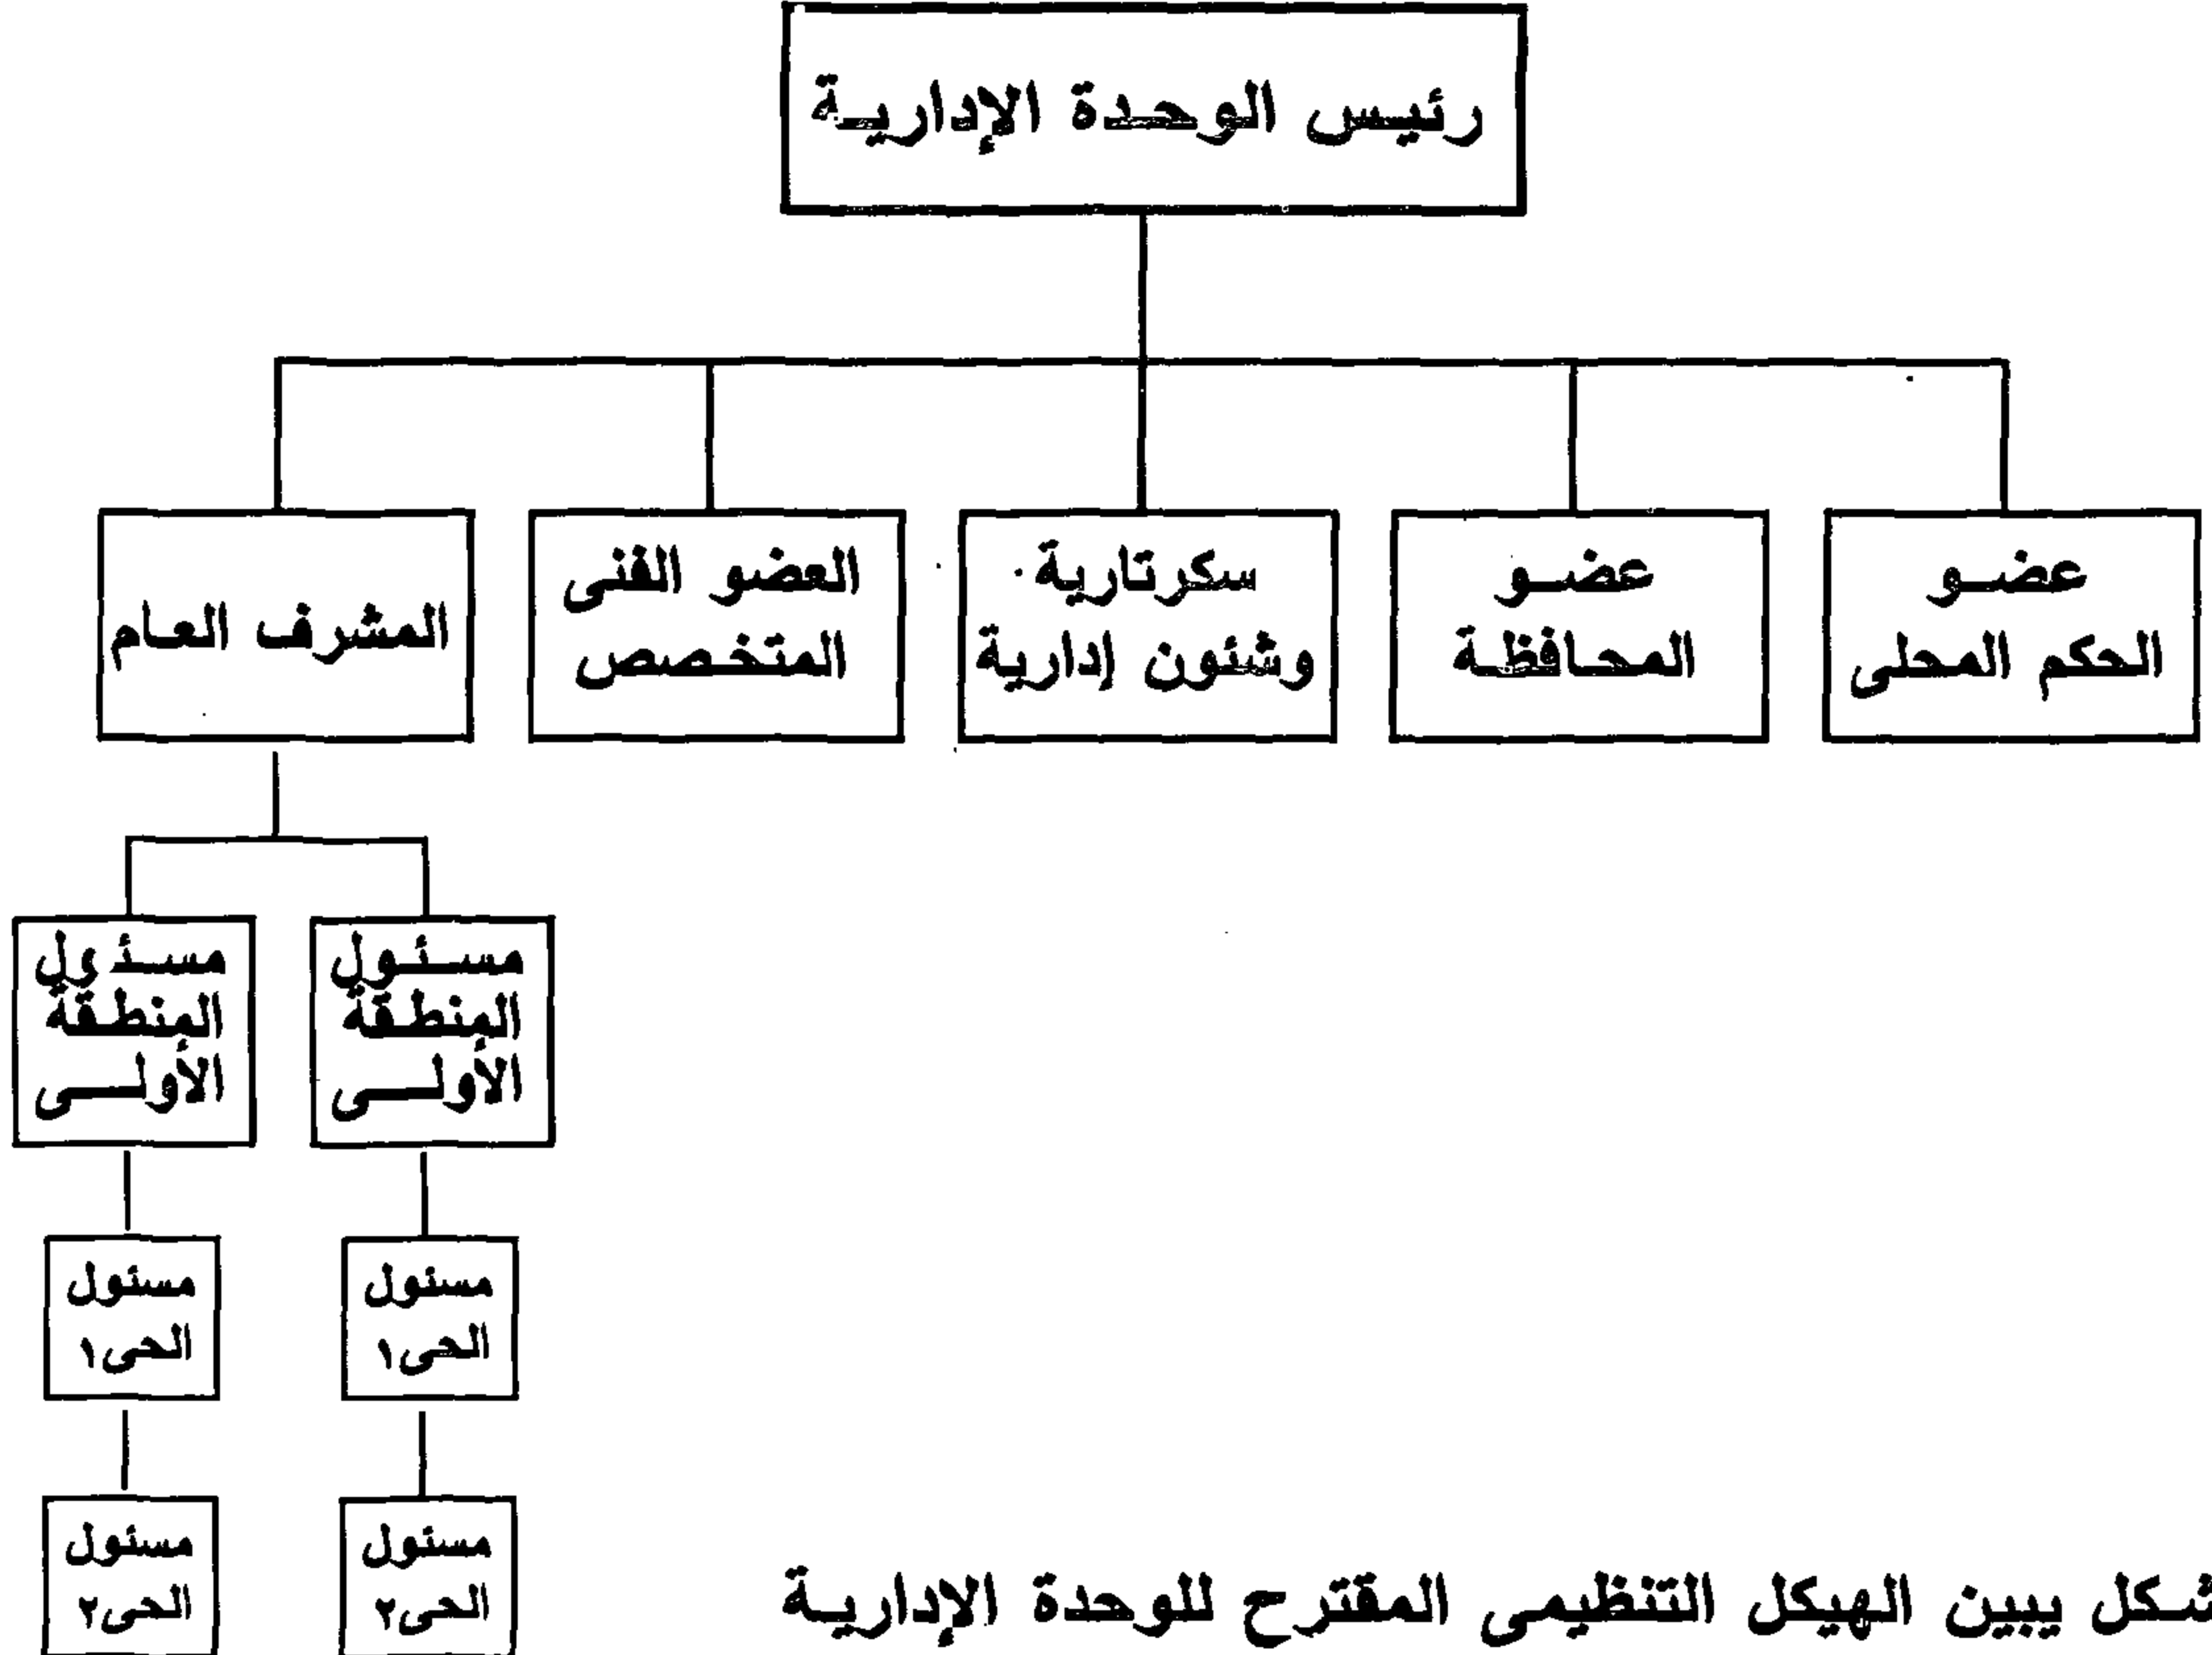 رئيس الوحدة الإدارية
عضو
الحكم المحلى
عضو
المحافظة
سكرتارية
وشئون إدارية
العضو الفنى
المتخصص
المشرف العام
مسئول
المنطقة
الأولى
مسئول
المنطقة
الأولى
مسئول
الحى١
مسئول
الحى١
مسئول
الحى٢
مسئول
الحى٢
شكل يبين الهيكل التنظيمى المقترح للوحدة الإدارية